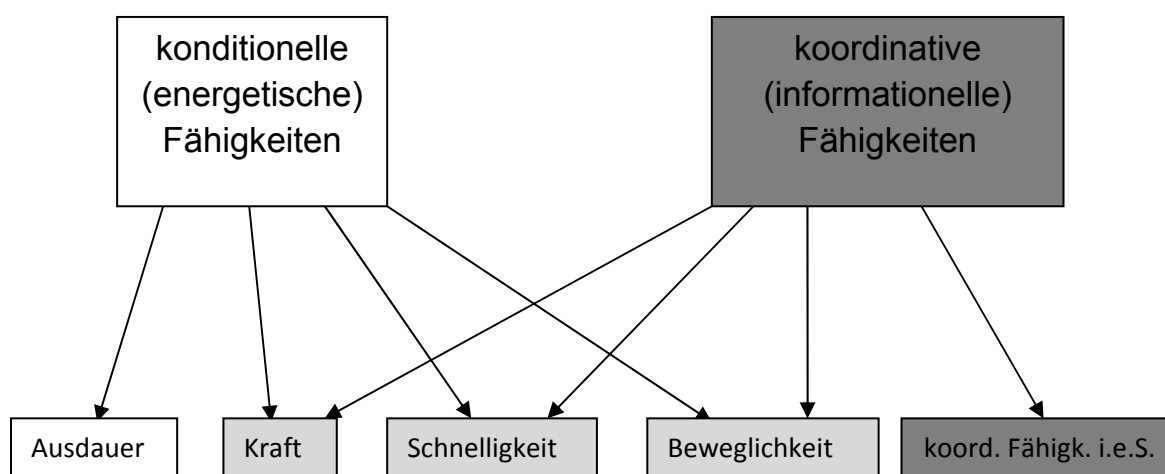 konditionelle
(energetische)
Fähigkeiten
koordinative
(informationelle)
Fähigkeiten
Ausdauer
Kraft
Schnelligkeit
Beweglichkeit
koord. Fähigk. i.e.S.